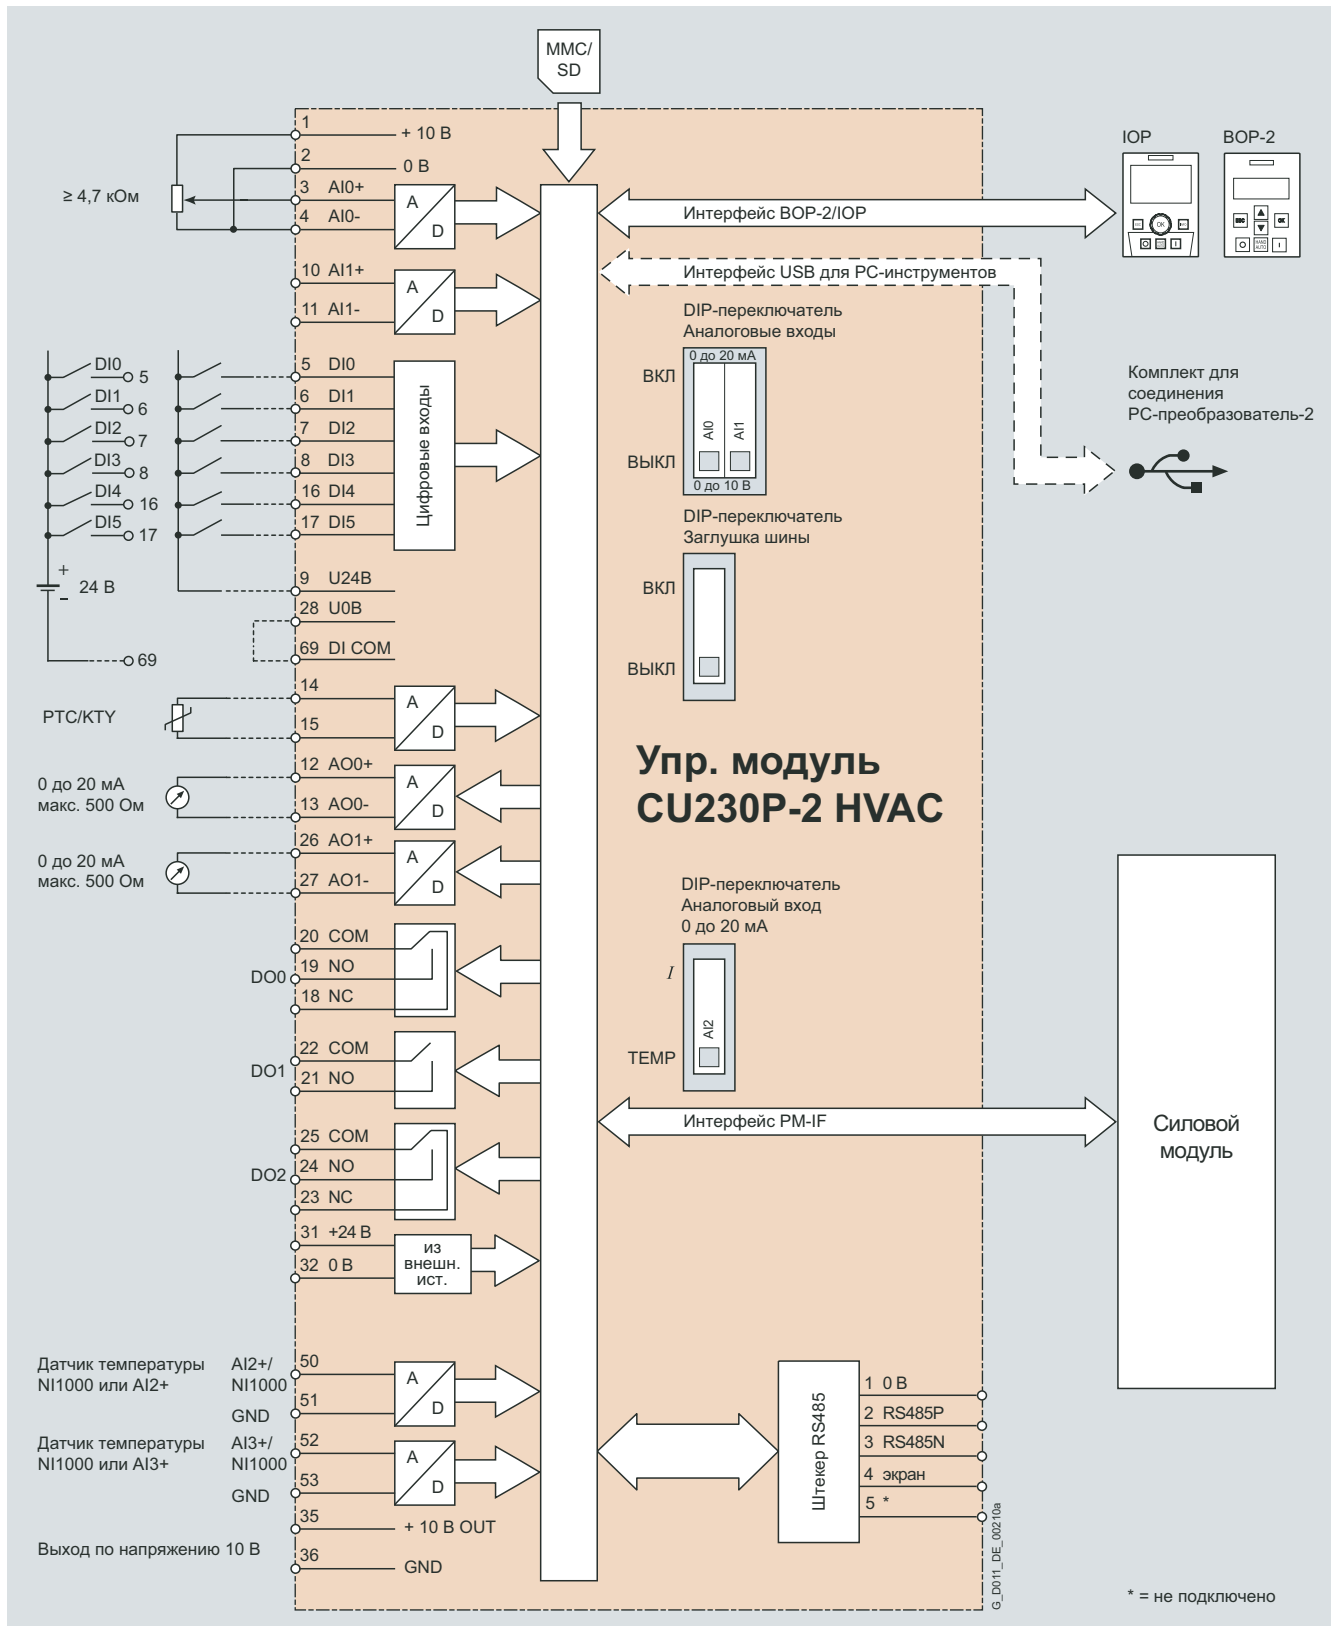 MMC/
SD
1
+ 10 В
2
0 В
≥ 4,7 кОм
3 AI0+
4 AI0-
A
D
10 AI1+
11 AI1-
A
D
IOP
BOP-2
OK
ESC
OK
HAND
AUTO
Интерфейс BOP-2/IOP
Интерфейс USB для PC-инструментов
DIP-переключатель
Аналоговые входы
0 до 20 мА
ВКЛ
AI0
AI1
ВЫКЛ
0 до 10 В
Комплект для
соединения
PC-преобразователь-2
DI0
5
DI1
6
DI2
7
DI3
8
DI4
16
DI5
17
+
24 В
-
69
5 DI0
6 DI1
7 DI2
8 DI3
16 DI4
17 DI5
Цифровые входы
9 U24В
28 U0В
69 DI COM
DIP-переключатель
Заглушка шины
ВКЛ
ВЫКЛ
PTC/KTY
14
15
A
D
0 до 20 мА
макс. 500 Ом
12 AO0+
13 AO0-
A
D
0 до 20 мА
макс. 500 Ом
26 AO1+
27 AO1-
A
D
Упр. модуль
CU230P-2 HVAC
DO0
20 COM
19 NO
18 NC
DO1
22 COM
21 NO
DO2
25 COM
24 NO
23 NC
DIP-переключатель
Аналоговый вход
0 до 20 мА
I
AI2
TEMP
Интерфейс PM-IF
Силовой
модуль
31 +24 В
32 0 В
из
внешн.
ист.
Датчик температуры
NI1000 или AI2+
AI2+/
NI1000
GND
50
51
A
D
Датчик температуры
NI1000 или AI3+
AI3+/
NI1000
GND
52
53
A
D
35
+ 10 В OUT
Выход по напряжению 10 В
36
GND
Штекер RS485
1 0 В
2 RS485P
3 RS485N
4 экран
5 *
G_D011_DE_00210a
* = не подключено